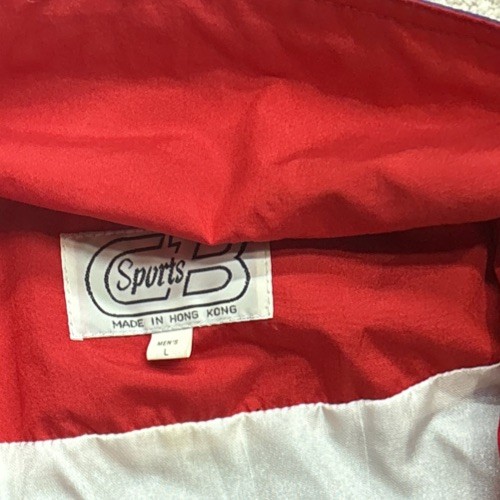 CB
Sports
MADE IN HONG KONG
MEN'S
L